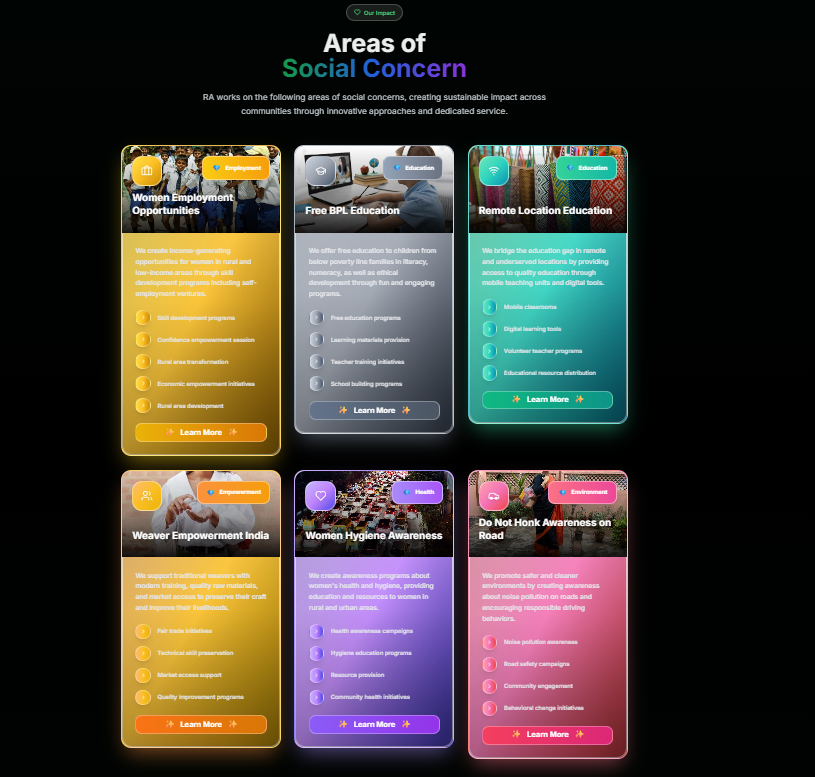 Our Impact
Areas of
Social Concern
RA works on the following areas of social concerns, creating sustainable impact across
communities through innovative approaches and dedicated service.
Employment
Women Employment
Opportunities
We create income-generating
opportunities for women in rural and
low-income areas through skill
development programs including self-
employment ventures.
Skill development programs
Confidence empowerment session
Rural area transformation
Economic empowerment initiatives
Rural area development
Learn More
Education
Free BPL Education
We offer free education to children from
below poverty line families in literacy,
numeracy, as well as ethical
development through fun and engaging
programs.
Free education programs
Learning materials provision
Teacher training initiatives
School building programs
Learn More
Education
Remote Location Education
We bridge the education gap in remote
and underserved locations by providing
access to quality education through
mobile teaching units and digital tools.
Mobile classrooms
Digital learning tools
Volunteer teacher programs
Educational resource distribution
Learn More
Empowerment
Weaver Empowerment India
We support traditional weavers with
modern training, quality raw materials,
and market access to preserve their craft
and improve their livelihoods.
Fair trade initiatives
Technical skill preservation
Market access support
Quality improvement programs
Learn More
Health
Women Hygiene Awareness
We create awareness programs about
women's health and hygiene, providing
education and resources to women in
rural and urban areas.
Health awareness campaigns
Hygiene education programs
Resource provision
Community health initiatives
Learn More
Environment
Do Not Honk Awareness on
Road
We promote safer and cleaner
environments by creating awareness
about noise pollution on roads and
encouraging responsible driving
behaviors.
Noise pollution awareness
Road safety campaigns
Community engagement
Behavioral change initiatives
Learn More